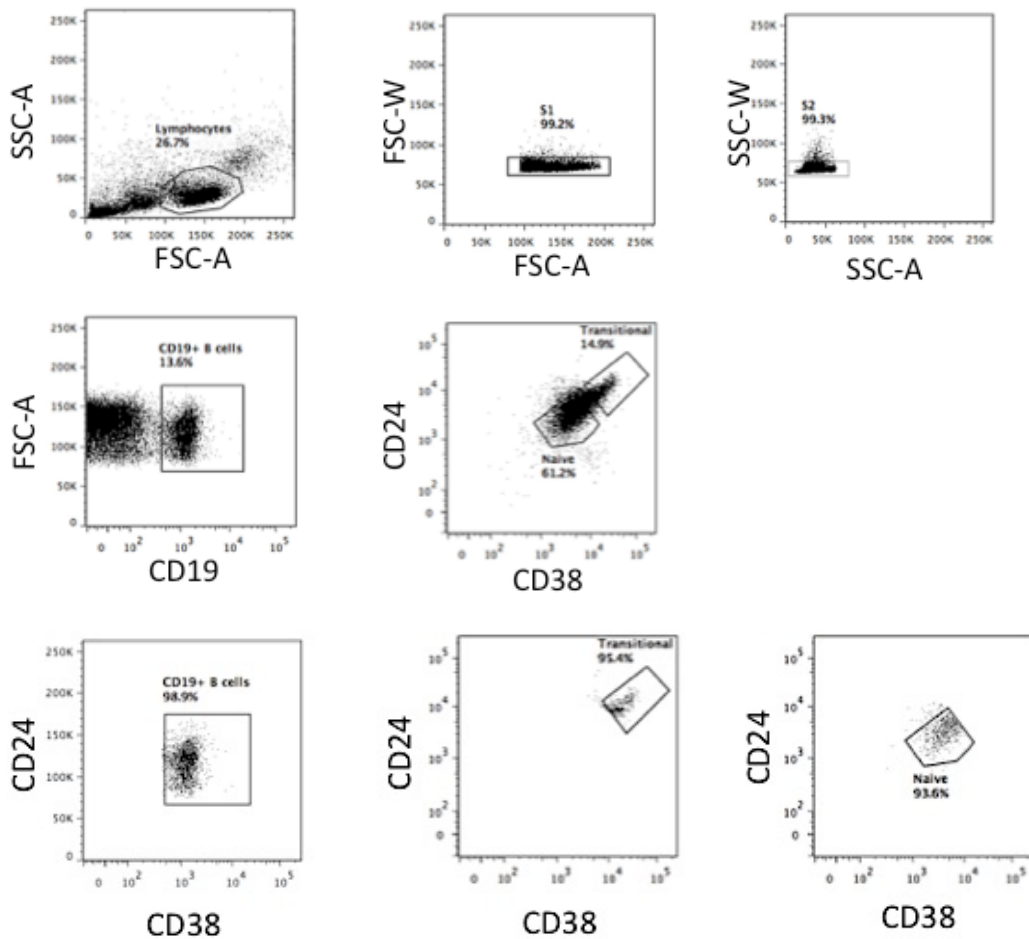 250K
200K
150K
100K
50K
0
SSC-A
Lymphocytes
26.7%
0 50K 100K 150K 200K 250K
FSC-A
250K
200K
150K
100K
50K
0
FSC-W
S1
99.2%
0 50K 100K 150K 200K 250K
FSC-A
250K
200K
150K
100K
50K
0
SSC-W
S2
99.3%
0 50K 100K 150K 200K 250K
SSC-A
250K
200K
150K
100K
50K
0
FSC-A
CD19+ B cells
13.6%
0 10² 10³ 10⁴ 10⁵
CD19
10⁵
10⁴
10³
10²
0
CD24
Transitional
14.9%
Naive
61.2%
0 10² 10³ 10⁴ 10⁵
CD38
250K
200K
150K
100K
50K
0
CD24
CD19+ B cells
98.9%
0 10² 10³ 10⁴ 10⁵
CD38
10⁵
10⁴
10³
10²
0
CD24
Transitional
95.4%
0 10² 10³ 10⁴ 10⁵
CD38
10⁵
10⁴
10³
10²
0
CD24
Naive
93.6%
0 10² 10³ 10⁴ 10⁵
CD38